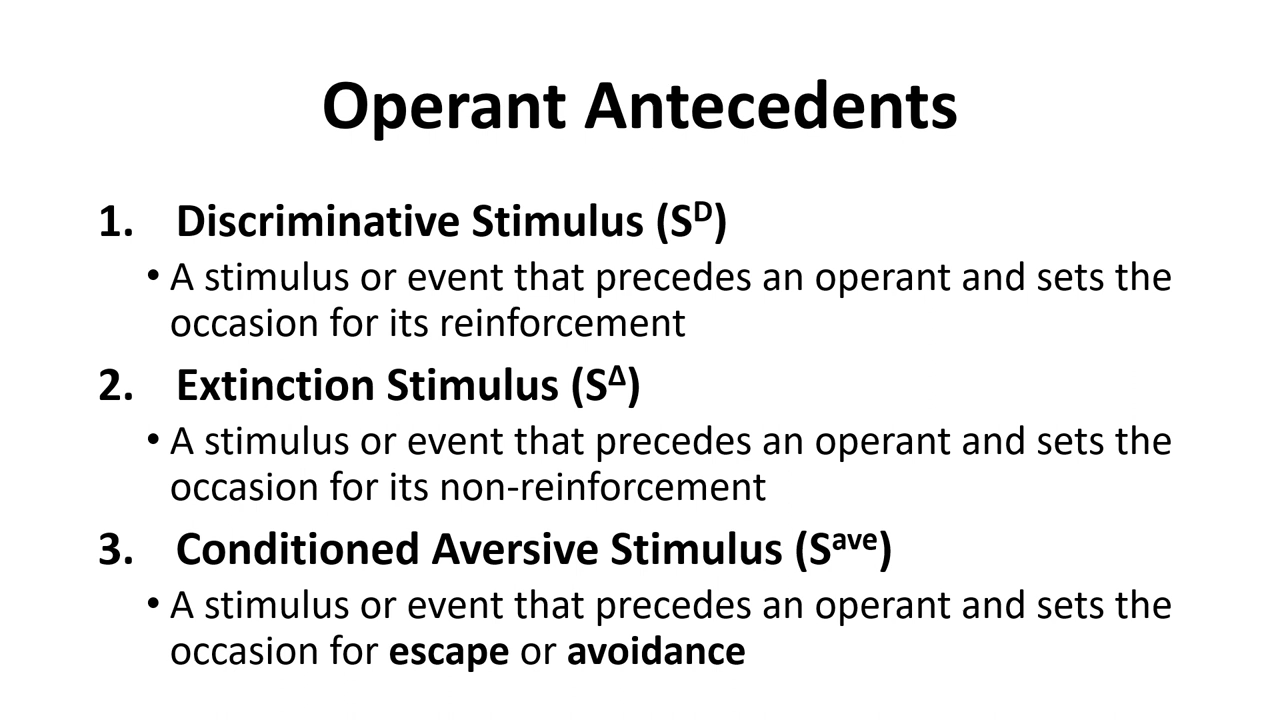 Operant Antecedents
1. Discriminative Stimulus (Sᴰ)
• A stimulus or event that precedes an operant and sets the
occasion for its reinforcement
2. Extinction Stimulus (S^Δ)
• A stimulus or event that precedes an operant and sets the
occasion for its non-reinforcement
3. Conditioned Aversive Stimulus (Sᵃᵛᵉ)
• A stimulus or event that precedes an operant and sets the
occasion for escape or avoidance